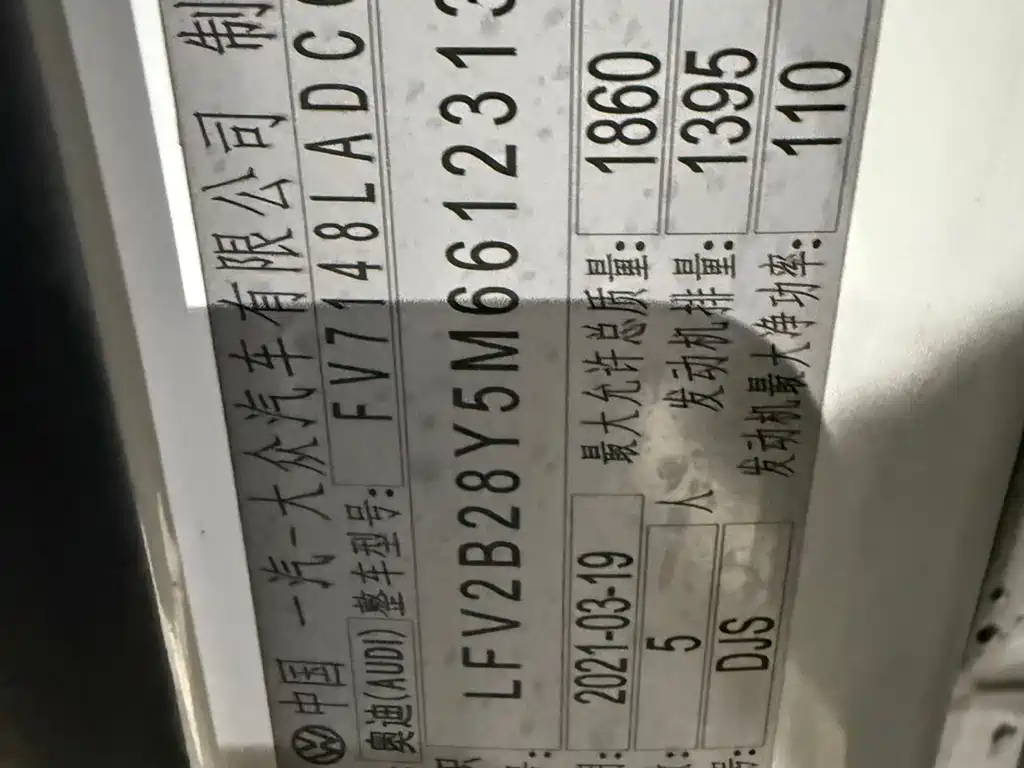 中国 一汽-大众汽车有限公司 制
奥迪(AUDI) 整车型号: FV7148LADC
LFV2B28Y5M661231
2021-03-19 最大允许总质量: 1860
5 人 发动机排量: 1395
DJS 发动机最大净功率: 110